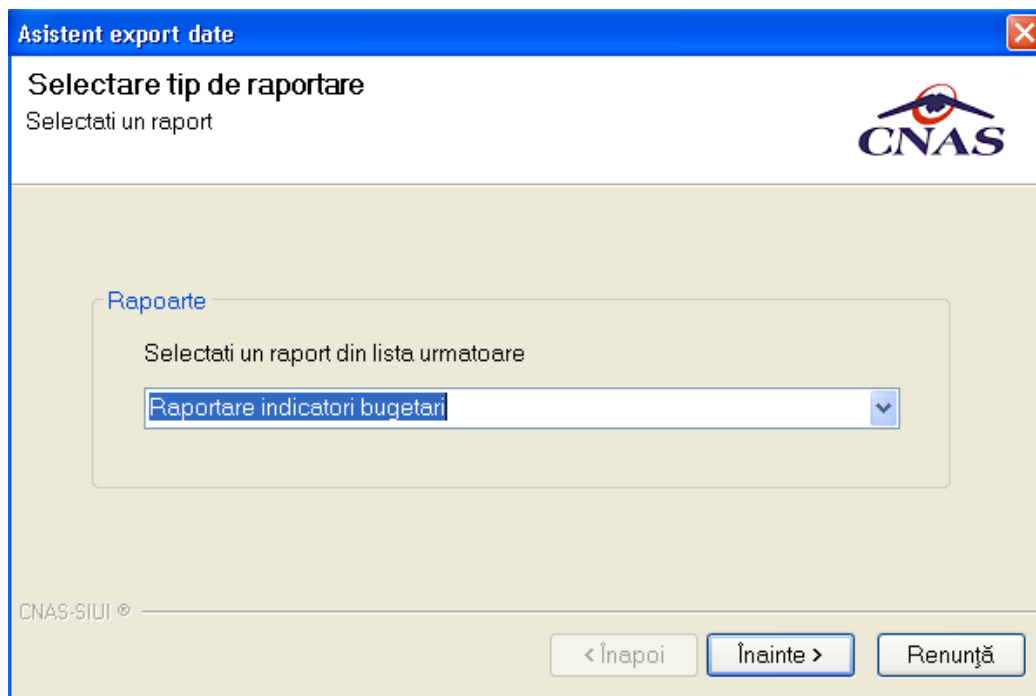 Asistent export date
Selectare tip de raportare
Selectati un raport
CNAS
Rapoarte
Selectati un raport din lista urmatoare
Raportare indicatori bugetari
CNAS-SIUI ®
< Înapoi
Înainte >
Renunţă